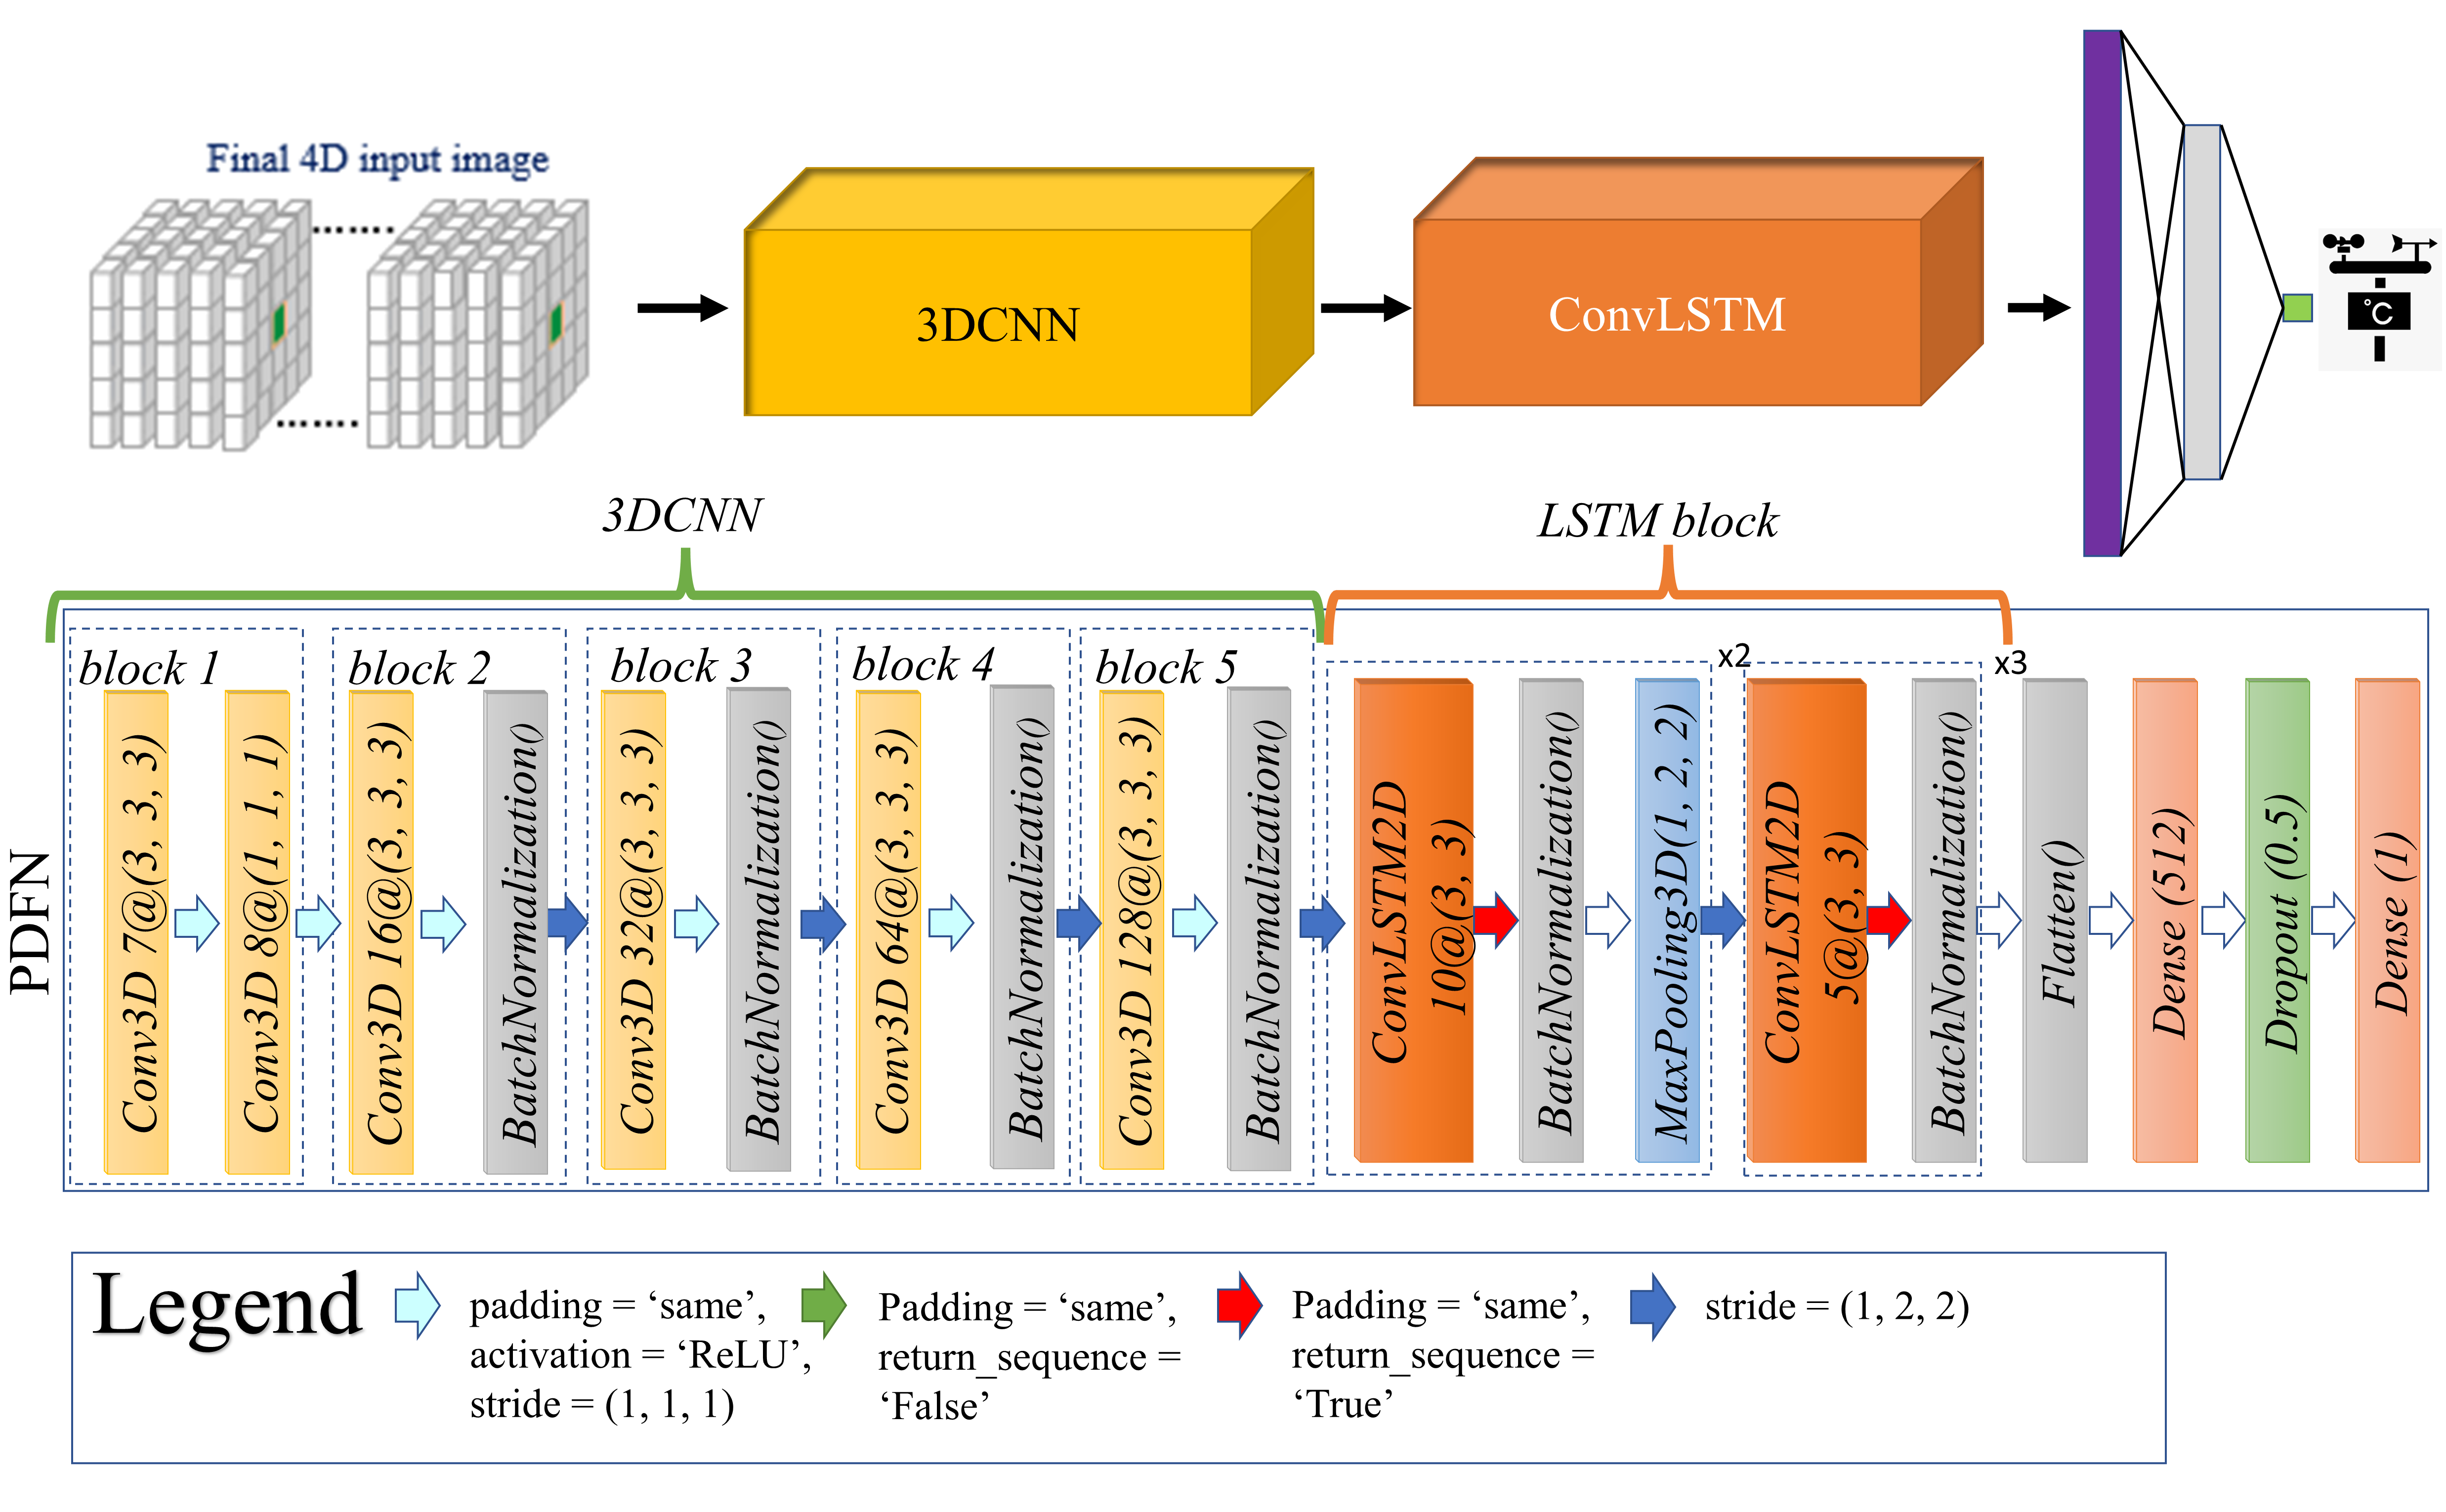 Final 4D input image
3DCNN
ConvLSTM
°C
3DCNN
LSTM block
PDFN
block 1
Conv3D 7@(3, 3, 3)
Conv3D 8@(1, 1, 1)
block 2
Conv3D 16@(3, 3, 3)
BatchNormalization()
block 3
Conv3D 32@(3, 3, 3)
BatchNormalization()
block 4
Conv3D 64@(3, 3, 3)
BatchNormalization()
block 5
Conv3D 128@(3, 3, 3)
BatchNormalization()
ConvLSTM2D
10@(3, 3)
BatchNormalization()
MaxPooling3D(1, 2, 2)
x2
ConvLSTM2D
5@(3, 3)
BatchNormalization()
x3
Flatten()
Dense (512)
Dropout (0.5)
Dense (1)
Legend
padding = ‘same’,
activation = ‘ReLU’,
stride = (1, 1, 1)
Padding = ‘same’,
return_sequence =
‘False’
Padding = ‘same’,
return_sequence =
‘True’
stride = (1, 2, 2)